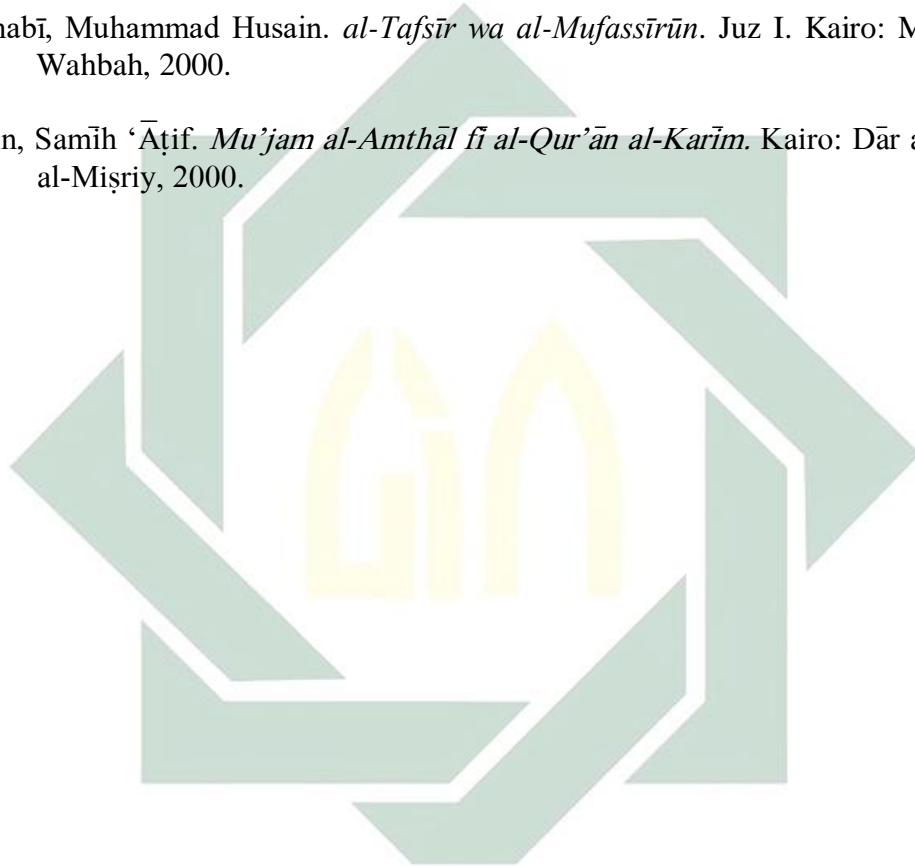 habī, Muhammad Husain. al-Tafsīr wa al-Mufassīrūn. Juz I. Kairo: M
Wahbah, 2000.
n, Samīh ‘Āṭif. Mu’jam al-Amthāl fī al-Qur’ān al-Karīm. Kairo: Dār a
al-Miṣriy, 2000.